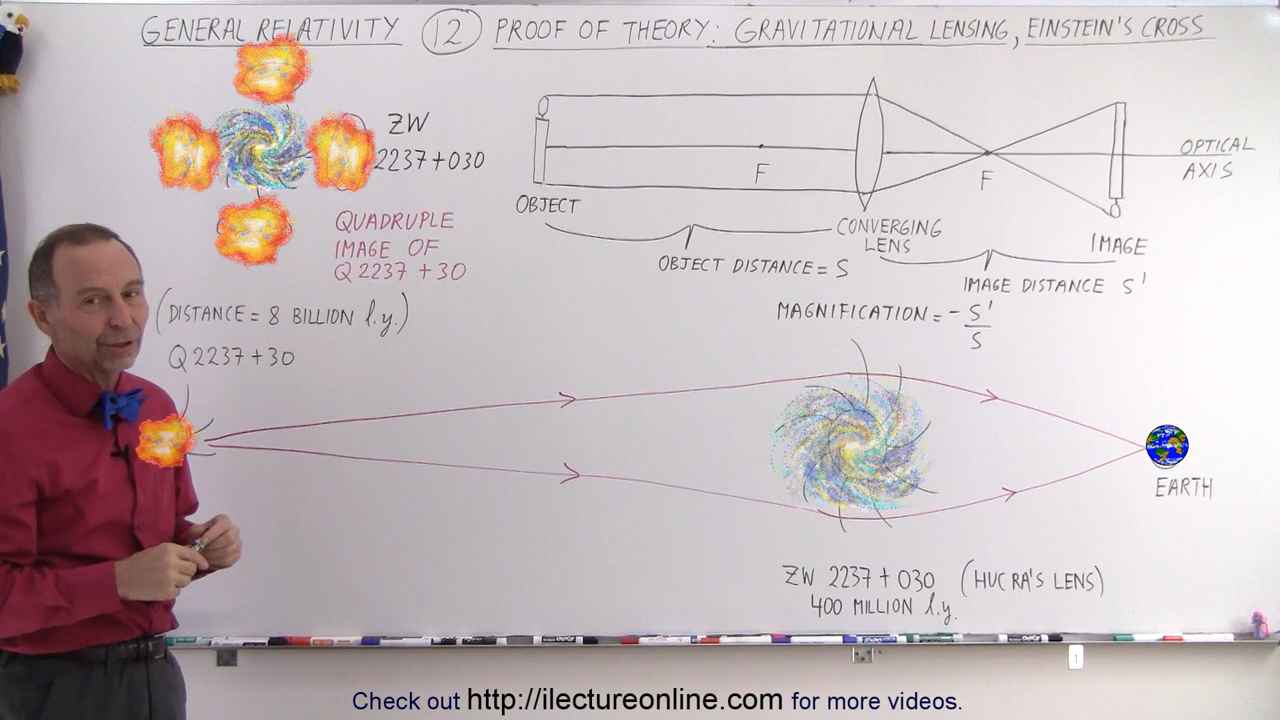 GENERAL RELATIVITY (12) PROOF OF THEORY: GRAVITATIONAL LENSING, EINSTEIN'S CROSS
ZW
2237+030
QUADRUPLE
IMAGE OF
Q 2237 + 30
(DISTANCE = 8 BILLION l.y.)
Q 2237+30
OBJECT
F
F
OPTICAL
AXIS
CONVERGING
LENS
IMAGE
OBJECT DISTANCE = S
IMAGE DISTANCE S'
MAGNIFICATION = - S'
S
EARTH
ZW 2237 + 030 (HUCRA'S LENS)
400 MILLION l.y.
1
Check out http://ilectureonline.com for more videos.